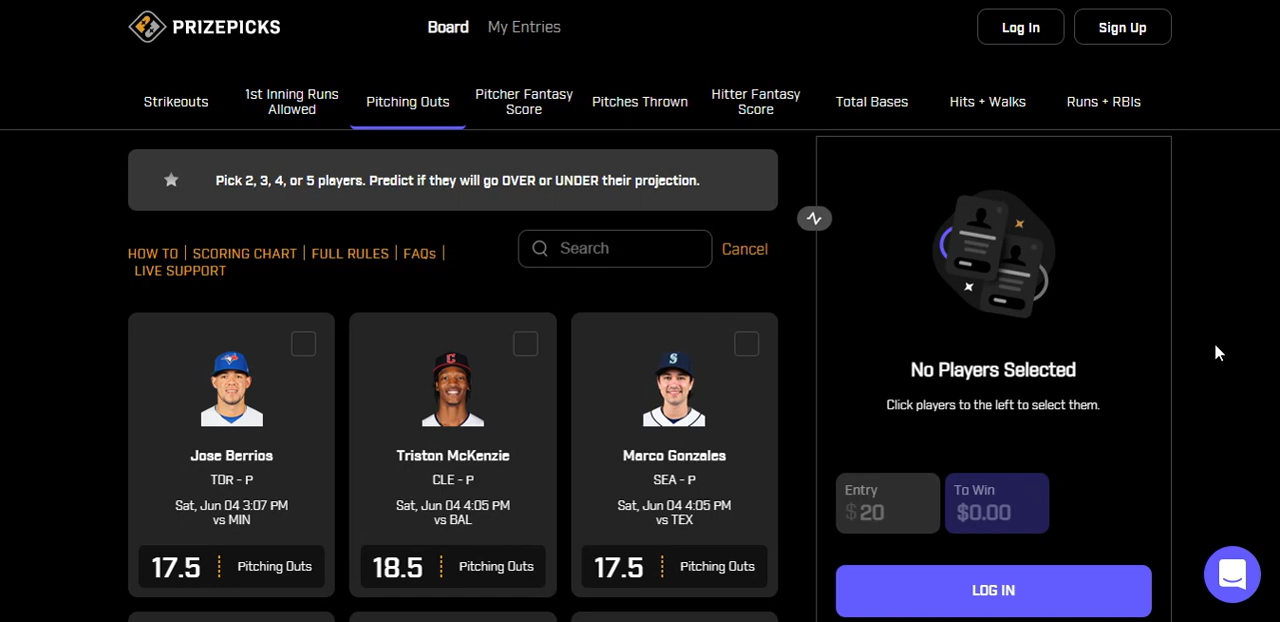 PRIZEPICKS
Board
My Entries
Log In
Sign Up
Strikeouts
1st Inning Runs
Allowed
Pitching Outs
Pitcher Fantasy
Score
Pitches Thrown
Hitter Fantasy
Score
Total Bases
Hits + Walks
Runs + RBIs
Pick 2, 3, 4, or 5 players. Predict if they will go OVER or UNDER their projection.
HOW TO | SCORING CHART | FULL RULES | FAQs |
LIVE SUPPORT
Search
Cancel
Jose Berrios
TOR - P
Sat, Jun 04 3:07 PM
vs MIN
17.5
Pitching Outs
Triston McKenzie
CLE - P
Sat, Jun 04 4:05 PM
vs BAL
18.5
Pitching Outs
Marco Gonzales
SEA - P
Sat, Jun 04 4:05 PM
vs TEX
17.5
Pitching Outs
No Players Selected
Click players to the left to select them.
Entry
$ 20
To Win
$0.00
LOG IN